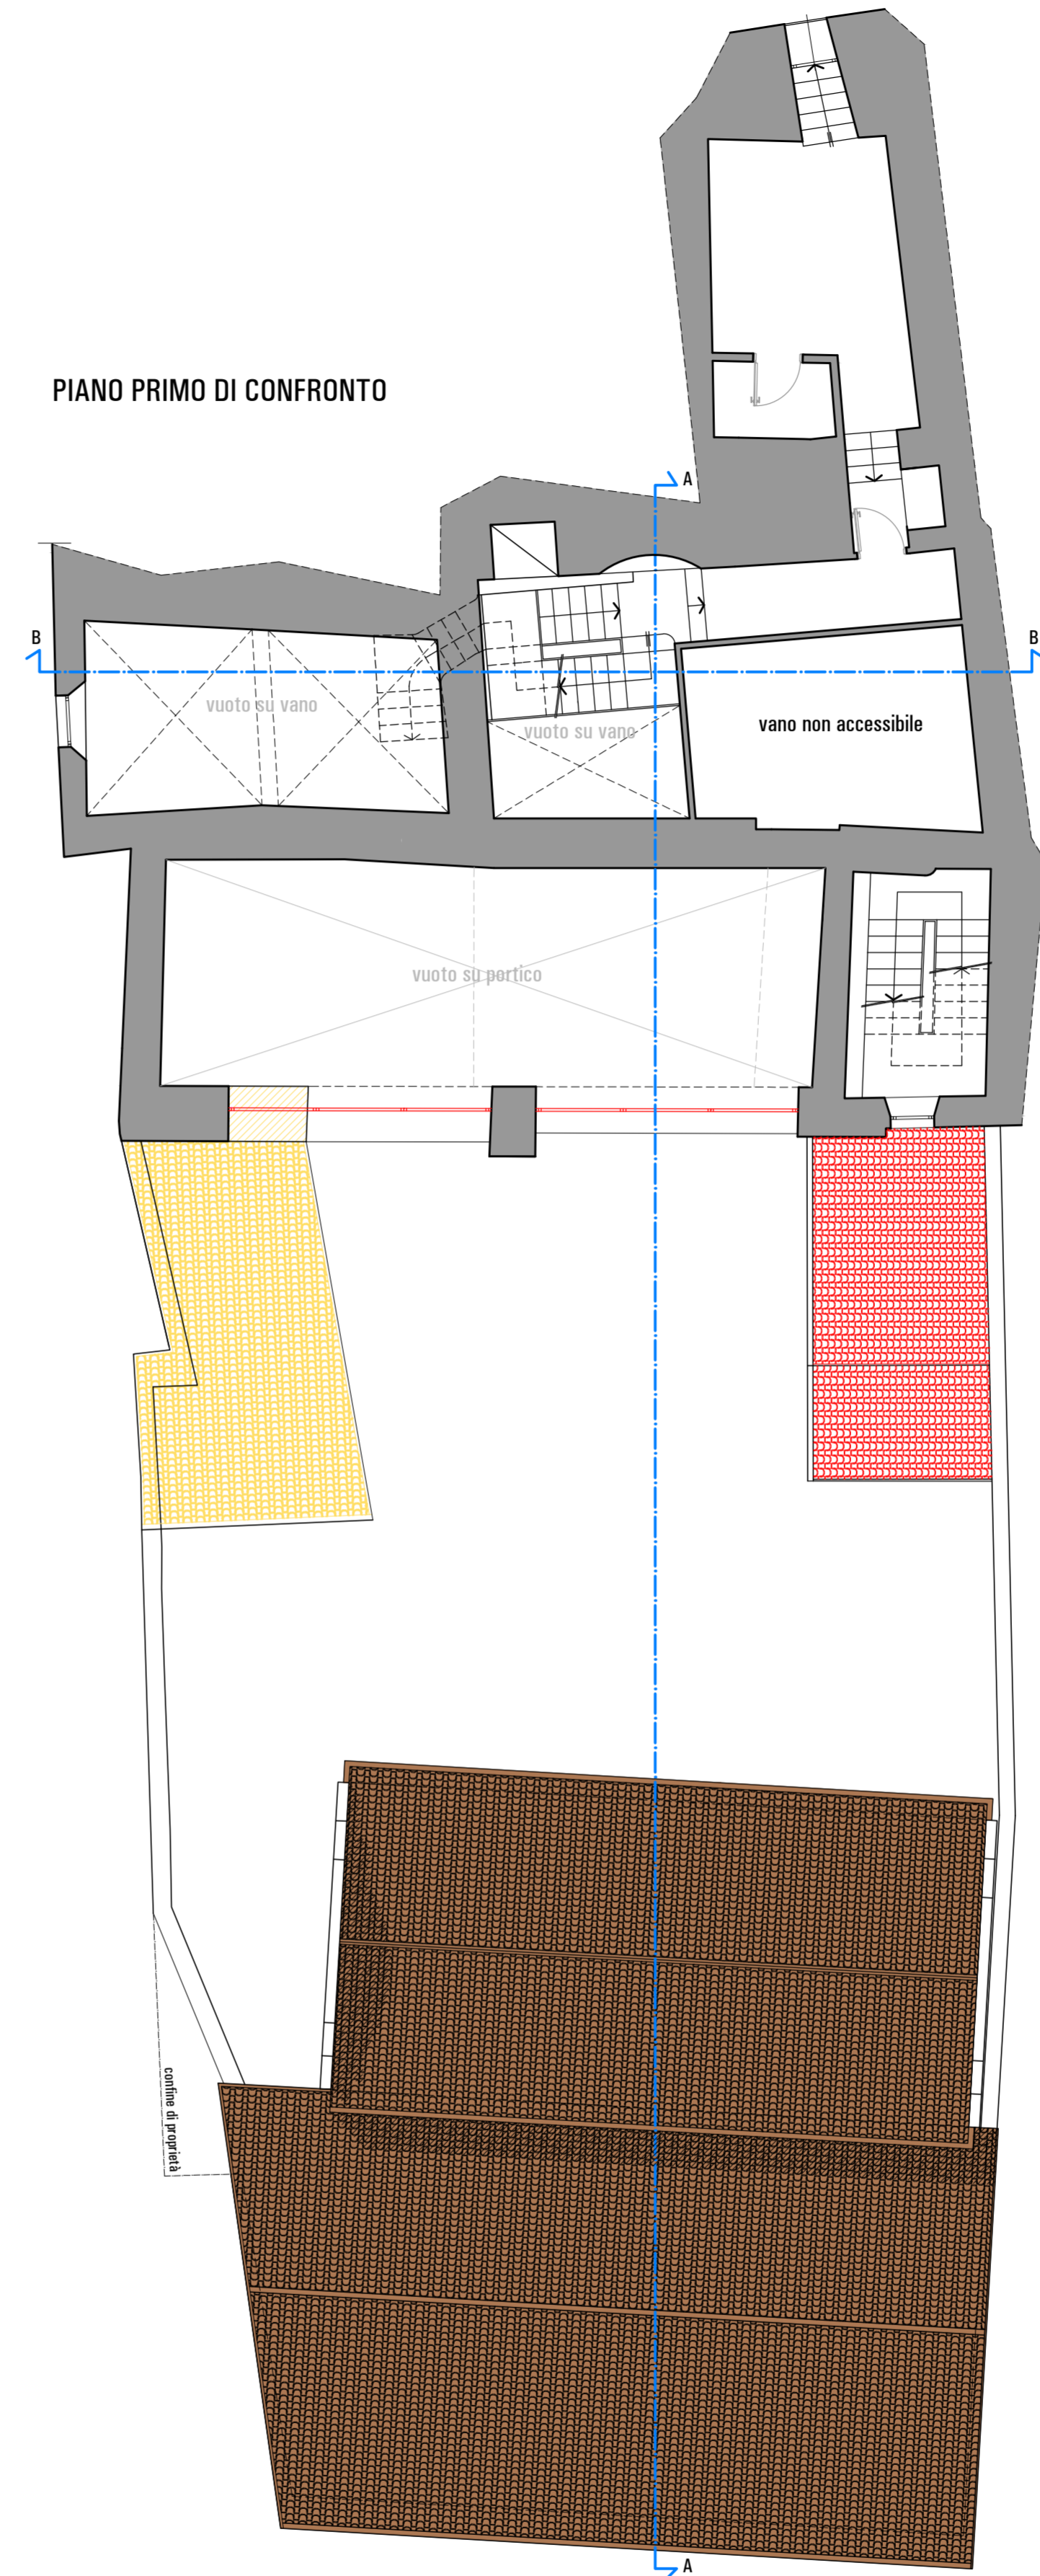 PIANO PRIMO DI CONFRONTO
A
B
B
vuoto su vano
vuoto su vano
vano non accessibile
vuoto su portico
confine di proprietà
A